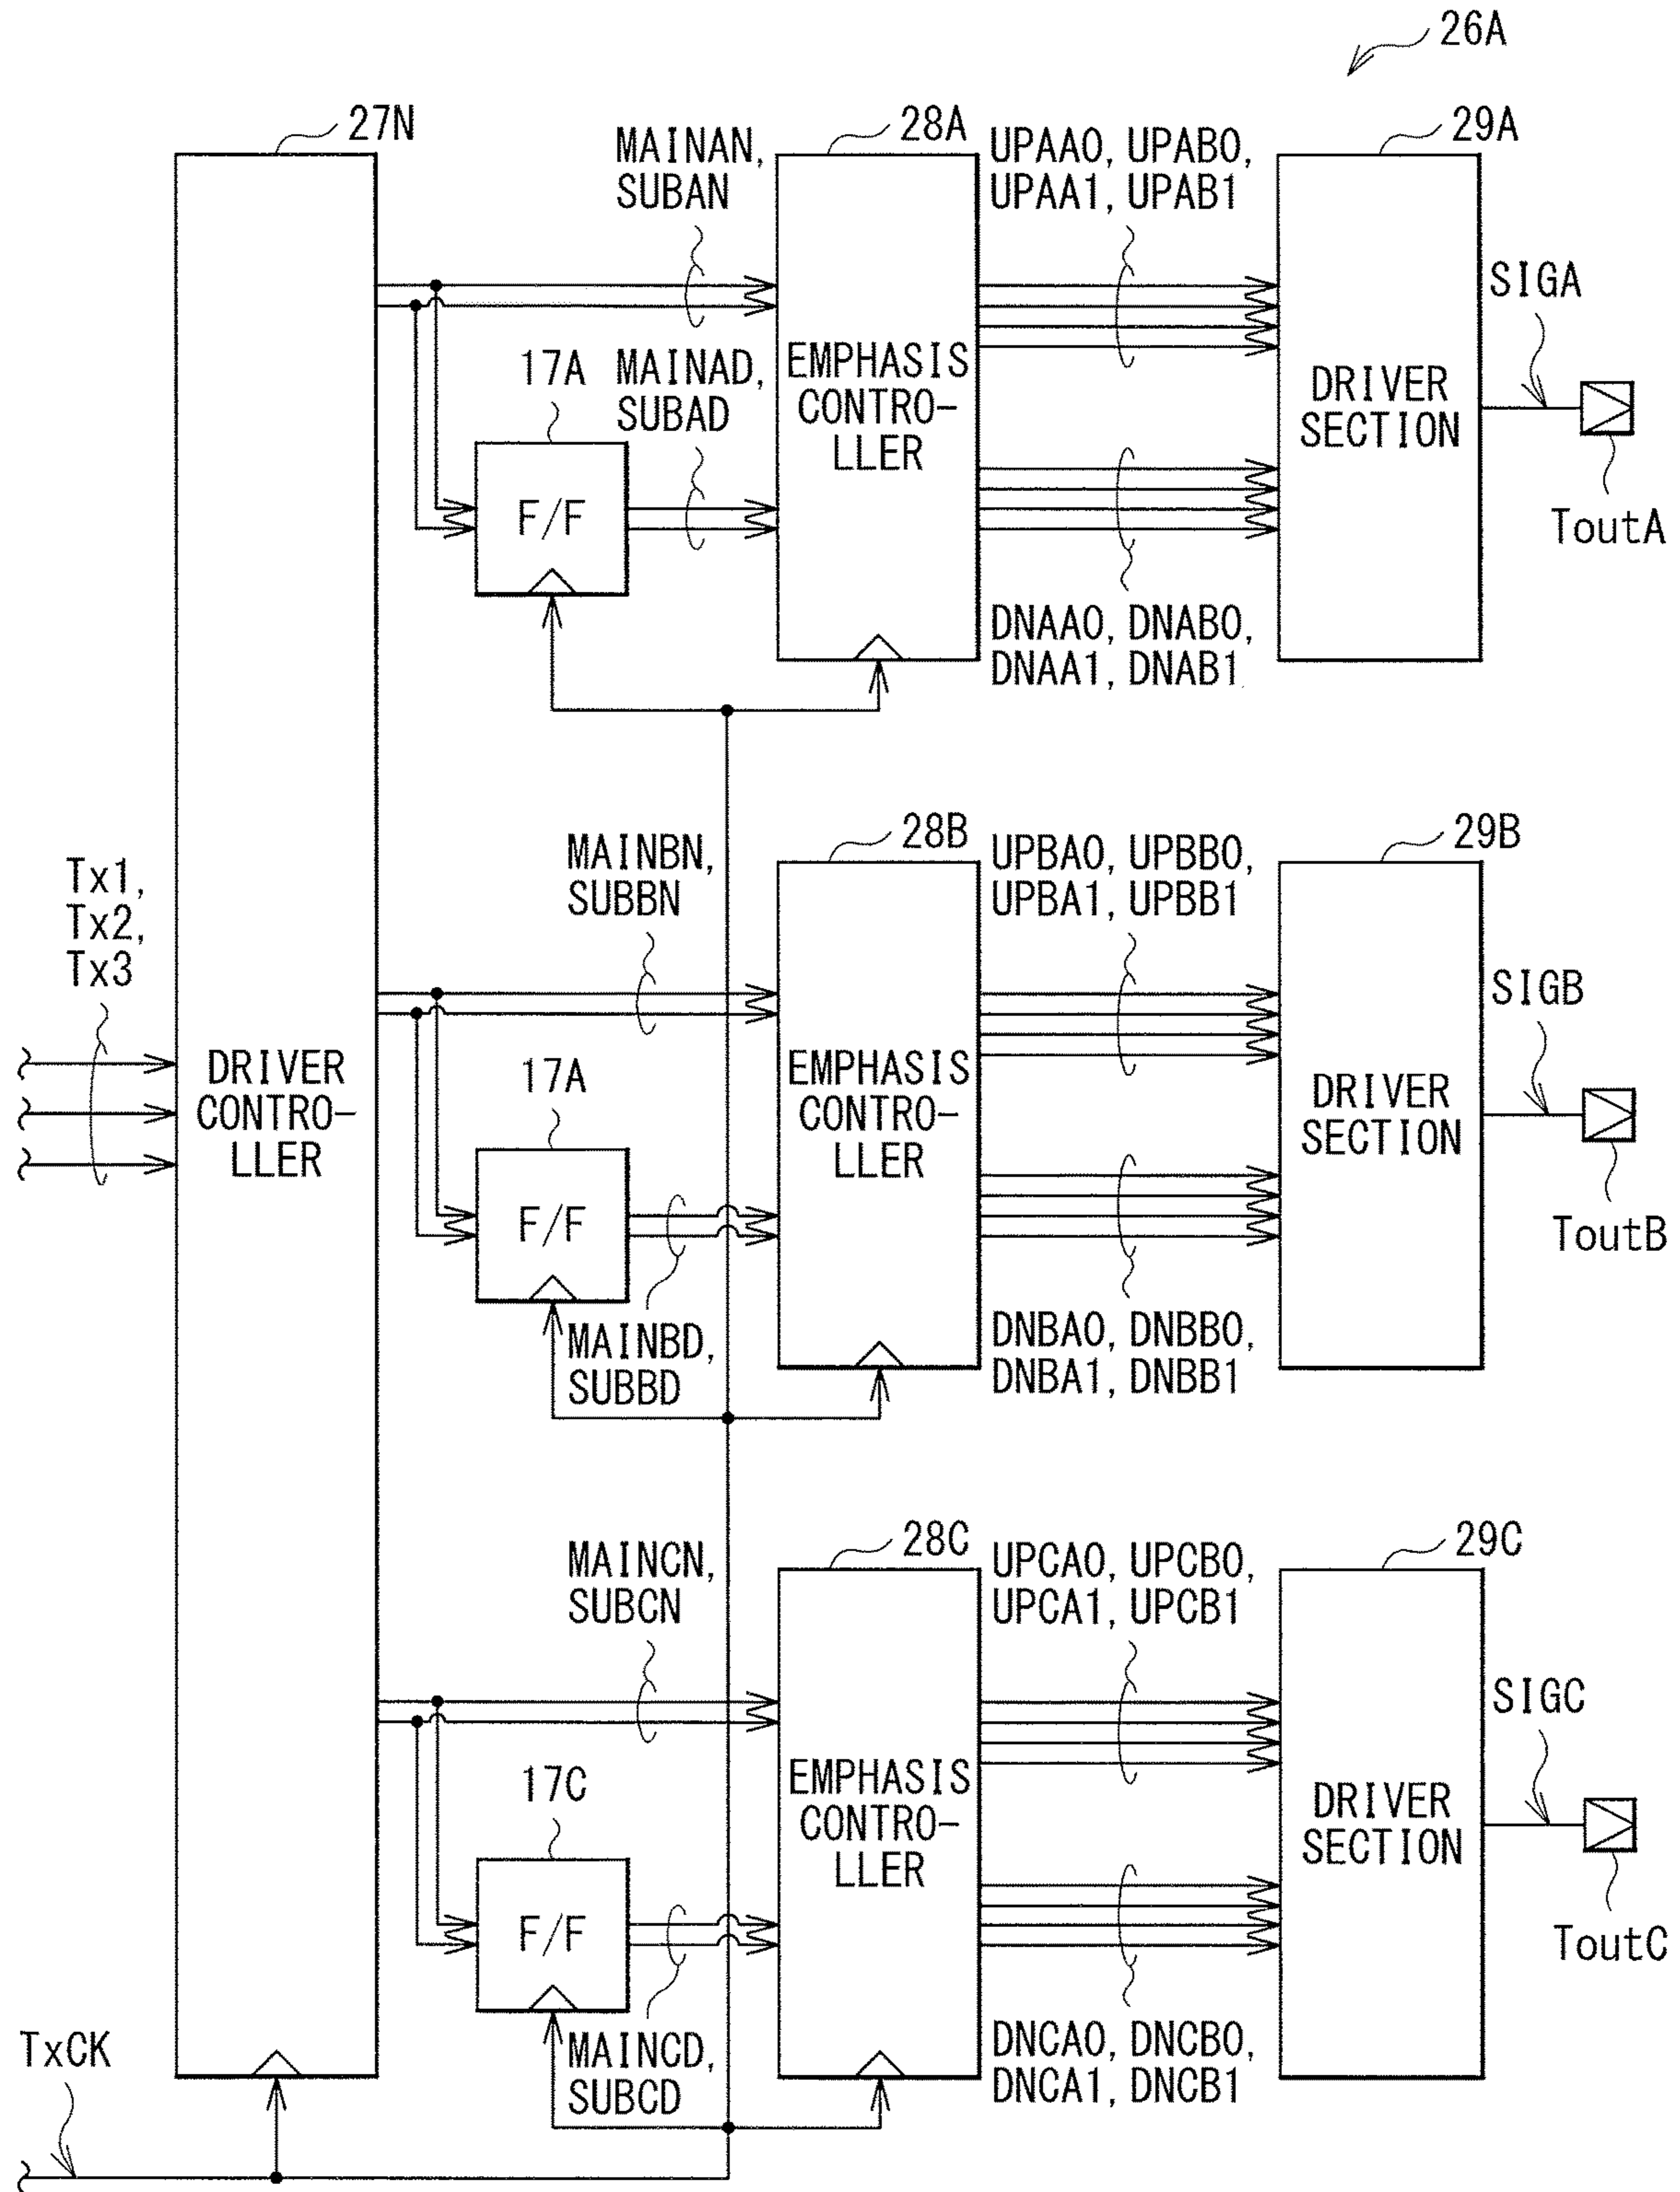 26A
27N
28A
29A
MAINAN,
SUBAN
UPAA0, UPAB0,
UPAA1, UPAB1
SIGA
17A
MAINAD,
SUBAD
EMPHASIS
CONTRO-
LLER
DRIVER
SECTION
F/F
ToutA
DNAA0, DNAB0,
DNAA1, DNAB1
28B
29B
MAINBN,
SUBBN
UPBA0, UPBB0,
UPBA1, UPBB1
Tx1,
Tx2,
Tx3
SIGB
DRIVER
CONTRO-
LLER
17A
EMPHASIS
CONTRO-
LLER
DRIVER
SECTION
F/F
ToutB
MAINBD,
SUBBD
DNBA0, DNBB0,
DNBA1, DNBB1
28C
29C
MAINCN,
SUBCN
UPCA0, UPCB0,
UPCA1, UPCB1
SIGC
17C
EMPHASIS
CONTRO-
LLER
DRIVER
SECTION
F/F
ToutC
TxCK
MAINCD,
SUBCD
DNCA0, DNCB0,
DNCA1, DNCB1